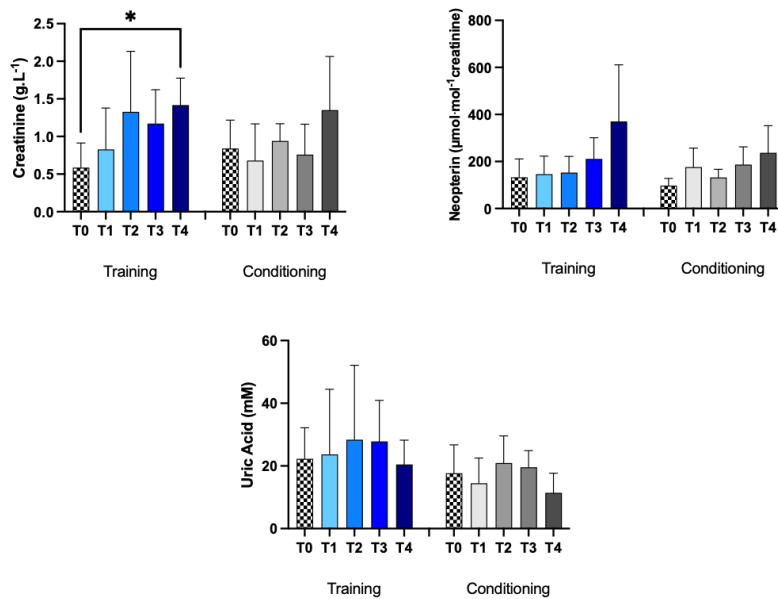 *
Creatinine (g.L⁻¹)
2.5
2.0
1.5
1.0
0.5
0.0
T0 T1 T2 T3 T4 T0 T1 T2 T3 T4
Training Conditioning
Neopterin (µmol·mol⁻¹creatinine)
800
600
400
200
0
T0 T1 T2 T3 T4 T0 T1 T2 T3 T4
Training Conditioning
Uric Acid (mM)
60
40
20
0
T0 T1 T2 T3 T4 T0 T1 T2 T3 T4
Training Conditioning